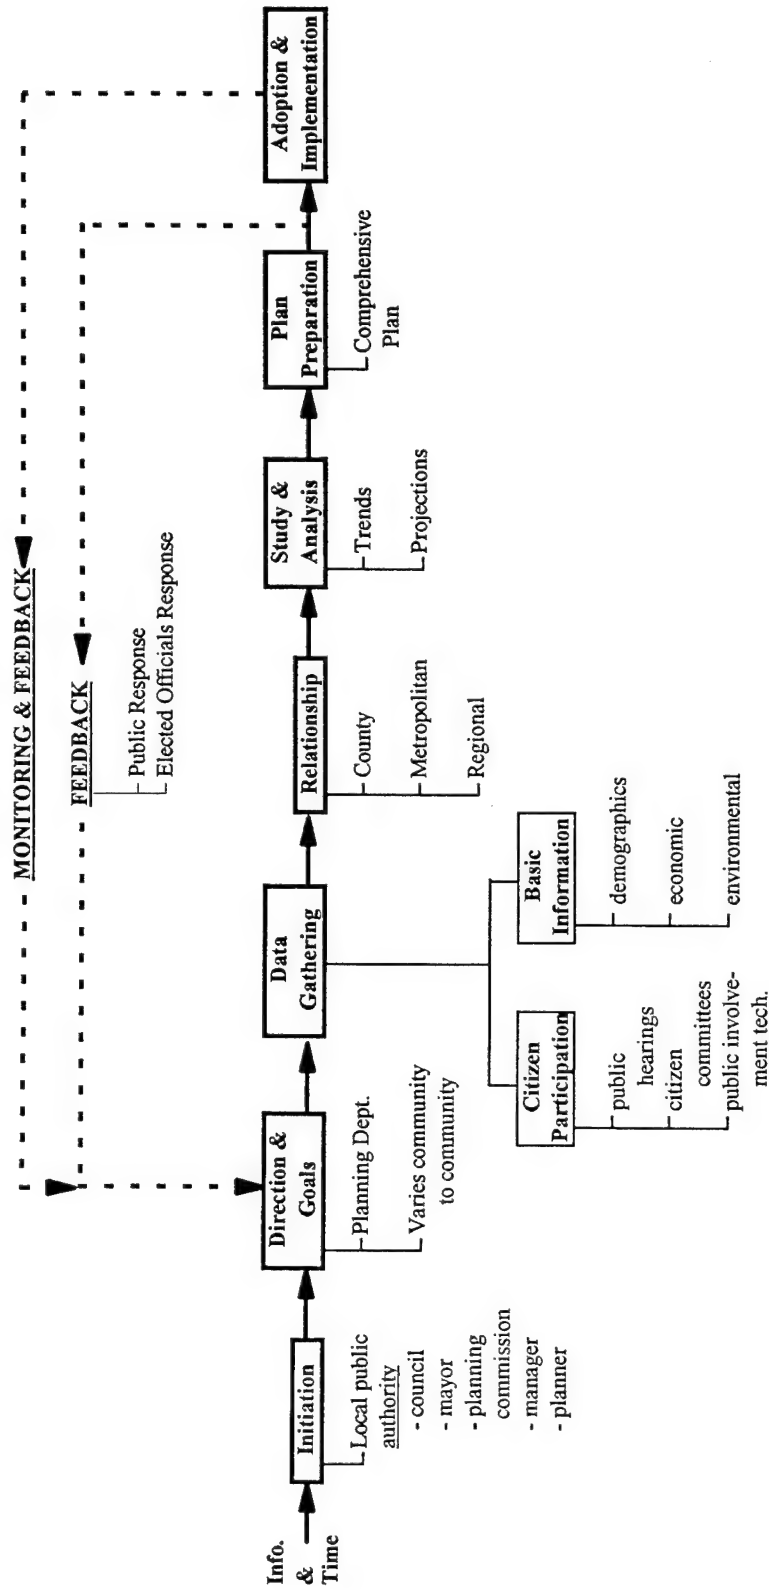 MONITORING & FEEDBACK
FEEDBACK
Public Response
Elected Officials Response
Info.
&
Time
Initiation
Local public
authority
- council
- mayor
- planning
commission
- manager
- planner
Direction &
Goals
Planning Dept.
Varies community
to community
Data
Gathering
Citizen
Participation
public
hearings
citizen
committees
public involve-
ment tech.
Basic
Information
demographics
economic
environmental
Relationship
County
Metropolitan
Regional
Study &
Analysis
Trends
Projections
Plan
Preparation
Comprehensive
Plan
Adoption &
Implementation